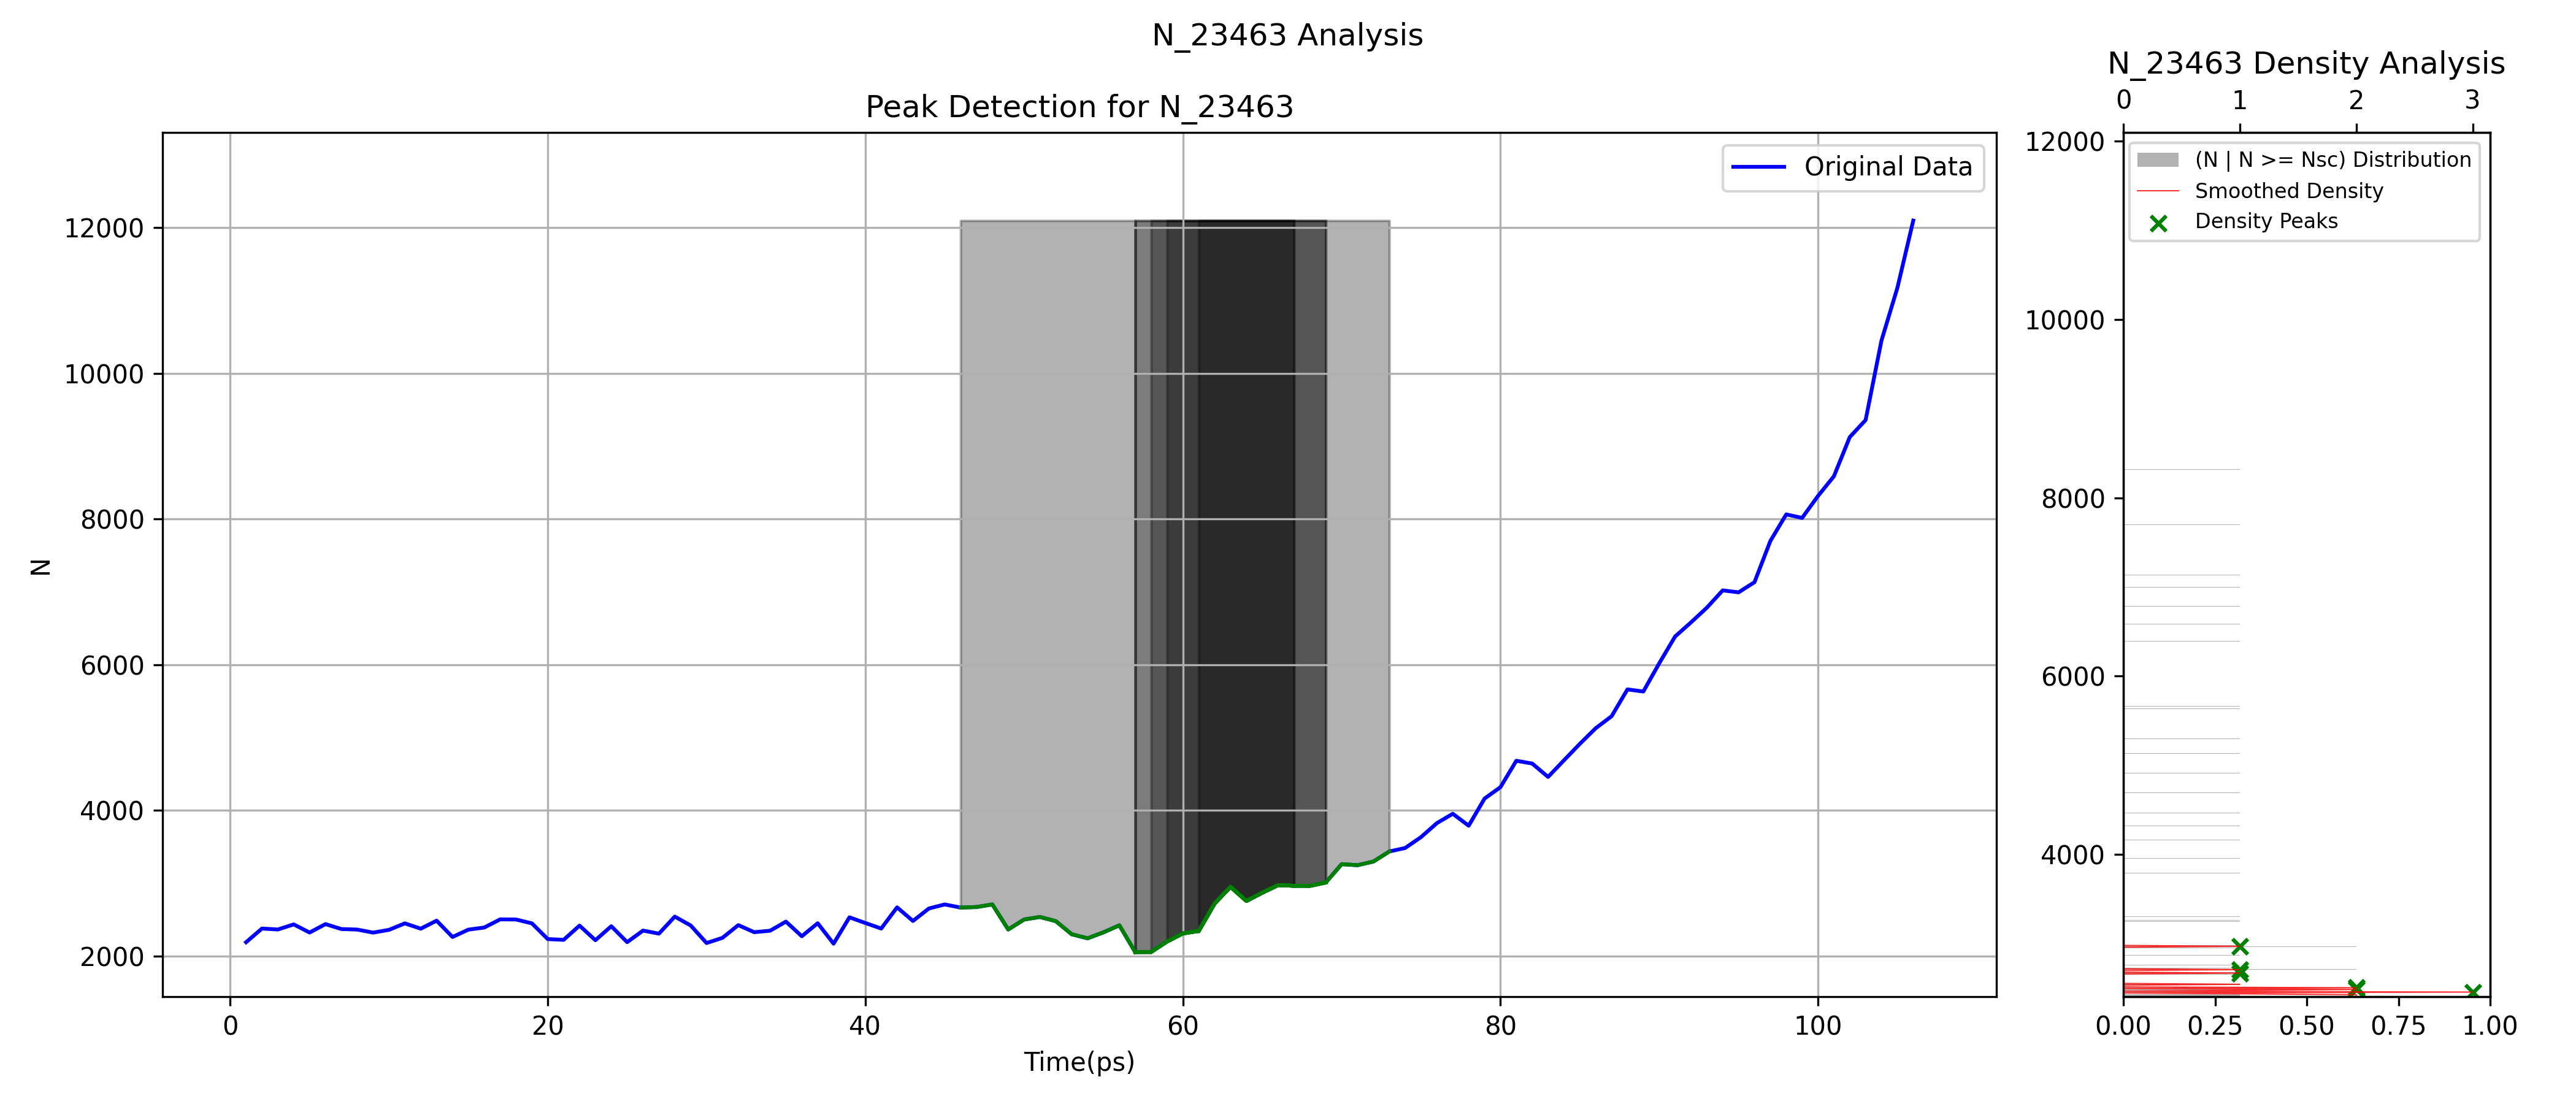 N_23463 Analysis
Peak Detection for N_23463
Original Data
12000
10000
8000
6000
4000
2000
N
0 20 40 60 80 100
Time(ps)
N_23463 Density Analysis
0 1 2 3
(N | N >= Nsc) Distribution
Smoothed Density
Density Peaks
12000
10000
8000
6000
4000
0.00 0.25 0.50 0.75 1.00